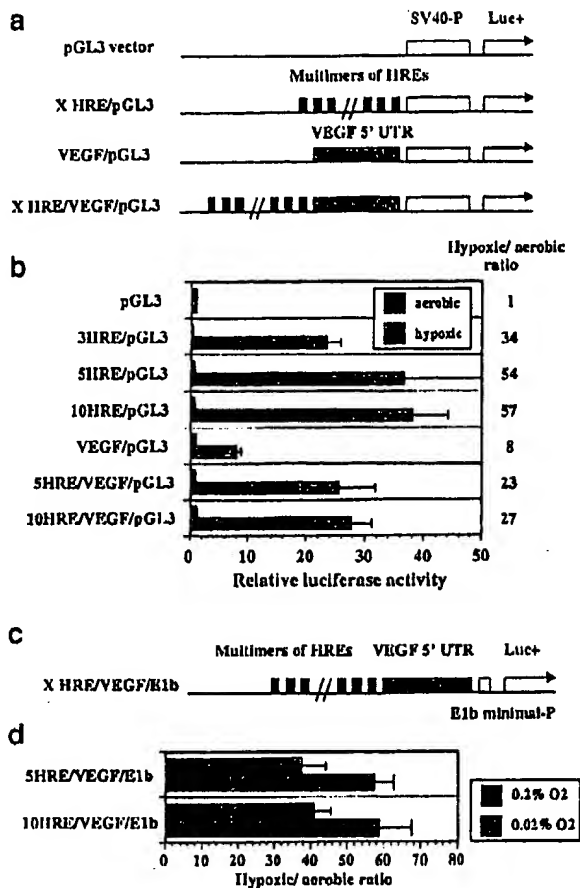 a
SV40-P Luc+
pGL3 vector
Multimers of HREs
X HRE/pGL3
VEGF 5' UTR
VEGF/pGL3
X HRE/VEGF/pGL3
b
Hypoxic/ aerobic
ratio
pGL3 1
aerobic
hypoxic
3HRE/pGL3 34
5HRE/pGL3 54
10HRE/pGL3 57
VEGF/pGL3 8
5HRE/VEGF/pGL3 23
10HRE/VEGF/pGL3 27
0 10 20 30 40 50
Relative luciferase activity
c
Multimers of HREs VEGF 5' UTR Luc+
X HRE/VEGF/E1b
E1b minimal-P
d
5HRE/VEGF/E1b
10HRE/VEGF/E1b
0.2% O2
0.02% O2
0 10 20 30 40 50 60 70 80
Hypoxic/ aerobic ratio